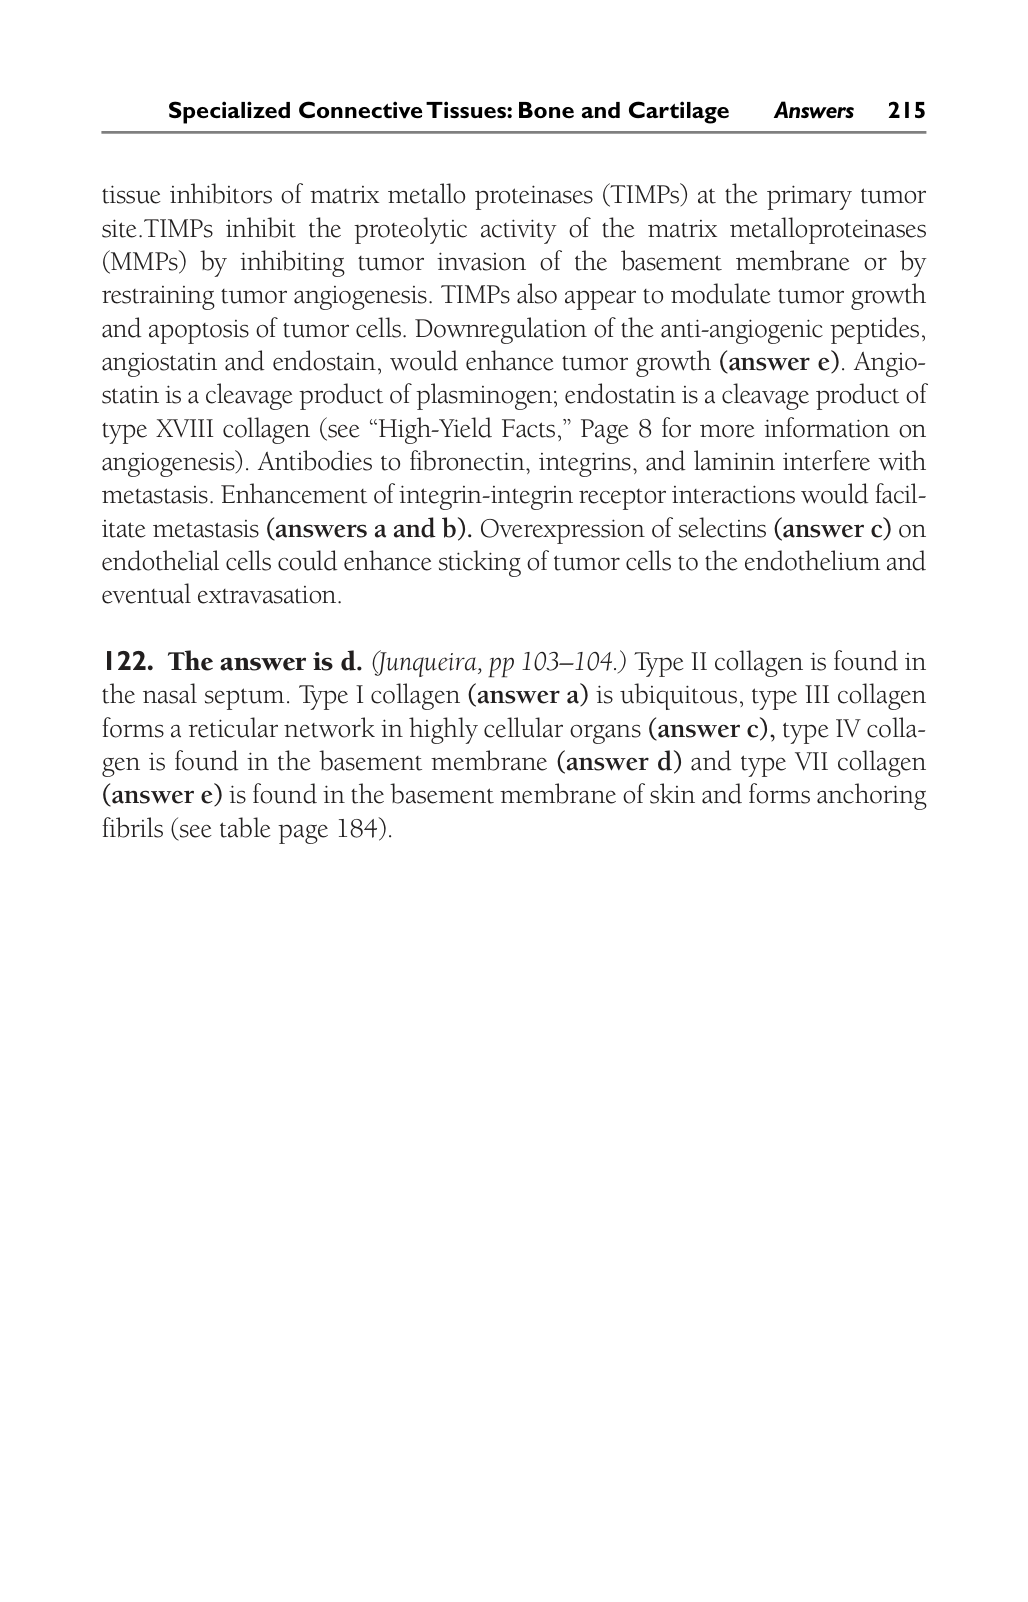 Specialized Connective Tissues: Bone and Cartilage Answers 215
tissue inhibitors of matrix metallo proteinases (TIMPs) at the primary tumor
site.TIMPs inhibit the proteolytic activity of the matrix metalloproteinases
(MMPs) by inhibiting tumor invasion of the basement membrane or by
restraining tumor angiogenesis. TIMPs also appear to modulate tumor growth
and apoptosis of tumor cells. Downregulation of the anti-angiogenic peptides,
angiostatin and endostain, would enhance tumor growth (answer e). Angio-
statin is a cleavage product of plasminogen; endostatin is a cleavage product of
type XVIII collagen (see “High-Yield Facts,” Page 8 for more information on
angiogenesis). Antibodies to fibronectin, integrins, and laminin interfere with
metastasis. Enhancement of integrin-integrin receptor interactions would facil-
itate metastasis (answers a and b). Overexpression of selectins (answer c) on
endothelial cells could enhance sticking of tumor cells to the endothelium and
eventual extravasation.
122. The answer is d. (Junqueira, pp 103–104.) Type II collagen is found in
the nasal septum. Type I collagen (answer a) is ubiquitous, type III collagen
forms a reticular network in highly cellular organs (answer c), type IV colla-
gen is found in the basement membrane (answer d) and type VII collagen
(answer e) is found in the basement membrane of skin and forms anchoring
fibrils (see table page 184).